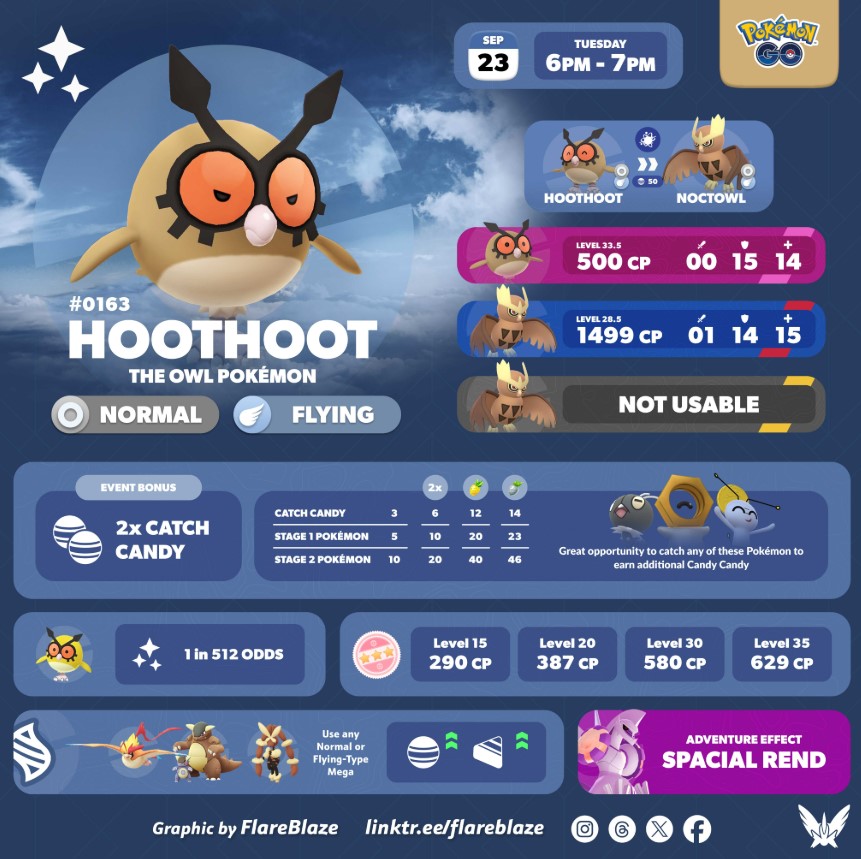 SEP
23
TUESDAY
6PM - 7PM
POKéMON
GO
50
HOOTHOOT
NOCTOWL
LEVEL 33.5
500 CP 00 15 14
LEVEL 28.5
1499 CP 01 14 15
NOT USABLE
#0163
HOOTHOOT
THE OWL POKÉMON
NORMAL
FLYING
EVENT BONUS
2x CATCH
CANDY
2x
CATCH CANDY 3 6 12 14
STAGE 1 POKÉMON 5 10 20 23
STAGE 2 POKÉMON 10 20 40 46
Great opportunity to catch any of these Pokémon to
earn additional Candy Candy
1 in 512 ODDS
Level 15
290 CP
Level 20
387 CP
Level 30
580 CP
Level 35
629 CP
Use any
Normal or
Flying-Type
Mega
ADVENTURE EFFECT
SPACIAL REND
Graphic by FlareBlaze linktr.ee/flareblaze